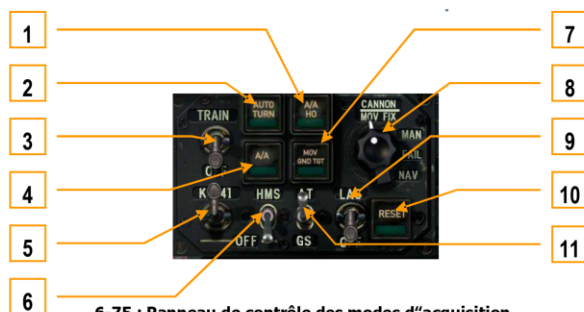 1
2
3
4
5
6
7
8
9
10
11
TRAIN
AUTO
TURN
A/A
HO
CANNON
MOV FIX
MAN
FAIL
NAV
A/A
MOV
GND TGT
HMS
AT
RESET
OFF
GS
6-75 : Panneau de contrôle des modes d“acquisition